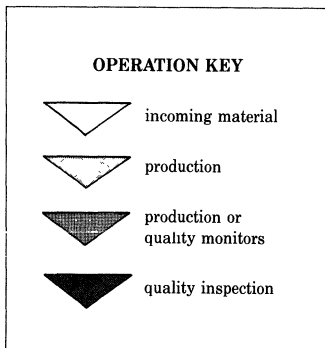 OPERATION KEY
incoming material
production
production or
quality monitors
quality inspection